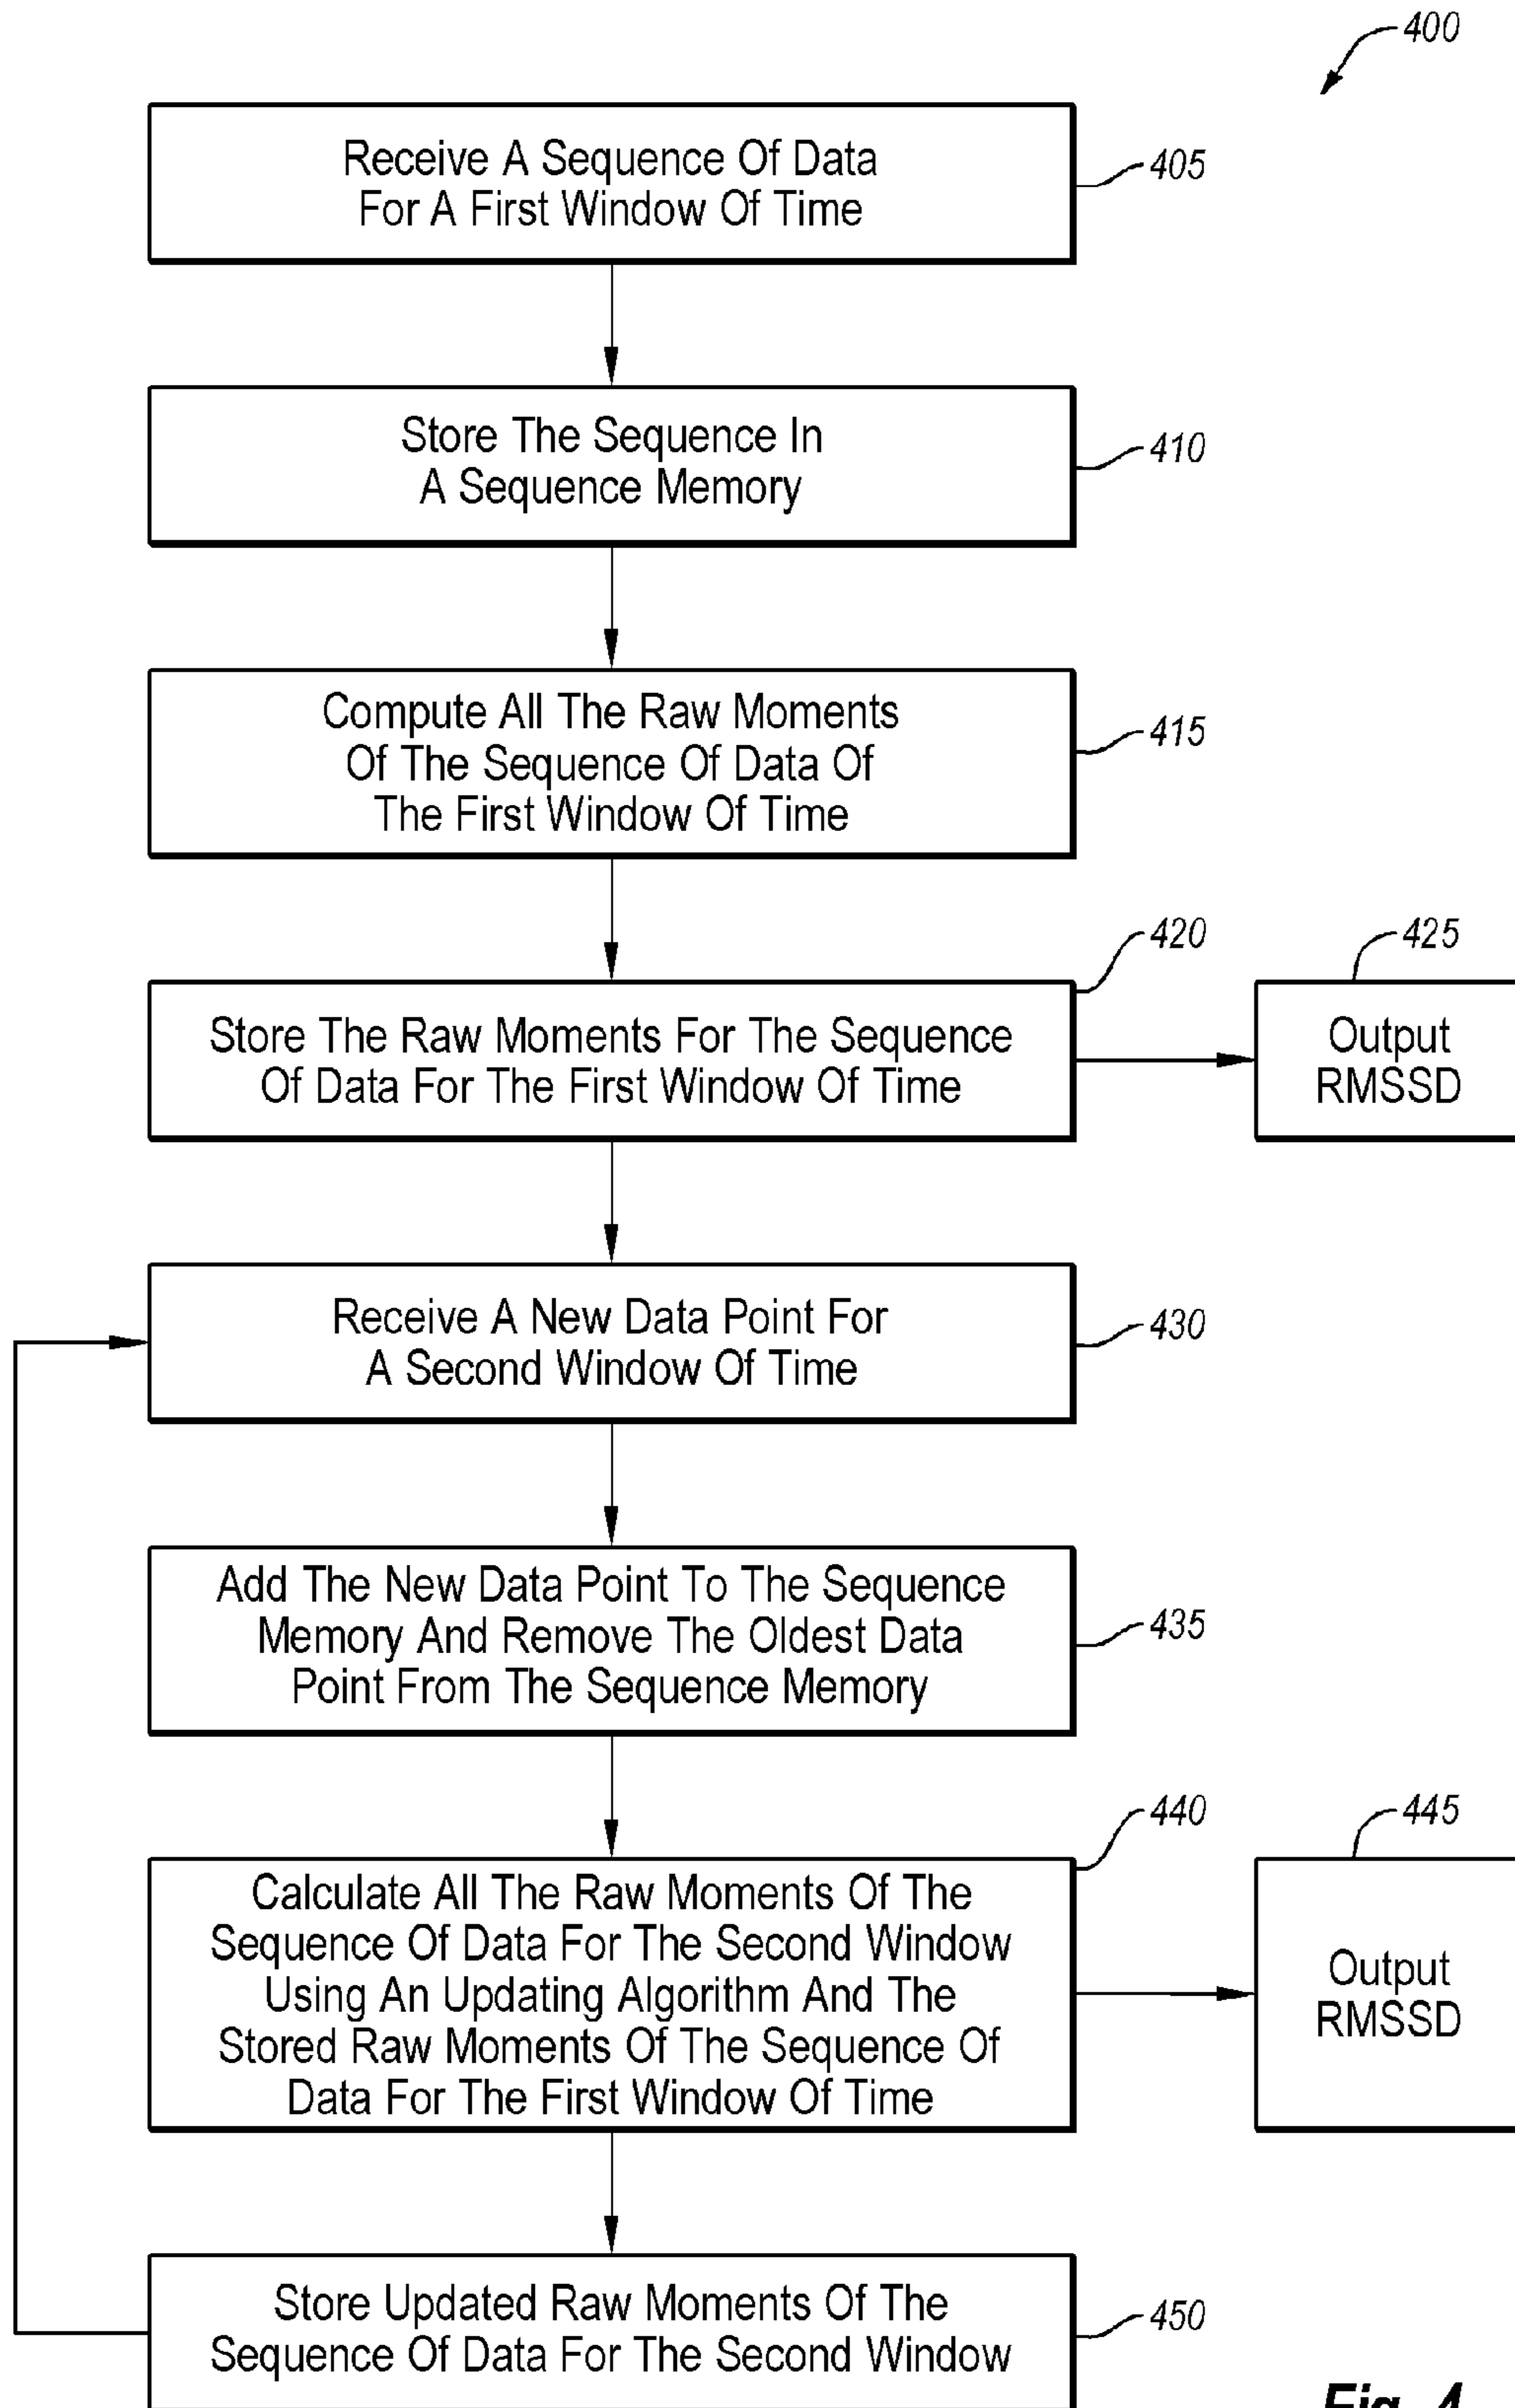 400
Receive A Sequence Of Data
For A First Window Of Time
405
Store The Sequence In
A Sequence Memory
410
Compute All The Raw Moments
Of The Sequence Of Data Of
The First Window Of Time
415
420
425
Store The Raw Moments For The Sequence
Of Data For The First Window Of Time
Output
RMSSD
Receive A New Data Point For
A Second Window Of Time
430
Add The New Data Point To The Sequence
Memory And Remove The Oldest Data
Point From The Sequence Memory
435
440
445
Calculate All The Raw Moments Of The
Sequence Of Data For The Second Window
Using An Updating Algorithm And The
Stored Raw Moments Of The Sequence Of
Data For The First Window Of Time
Output
RMSSD
Store Updated Raw Moments Of The
Sequence Of Data For The Second Window
450
Fig. 4